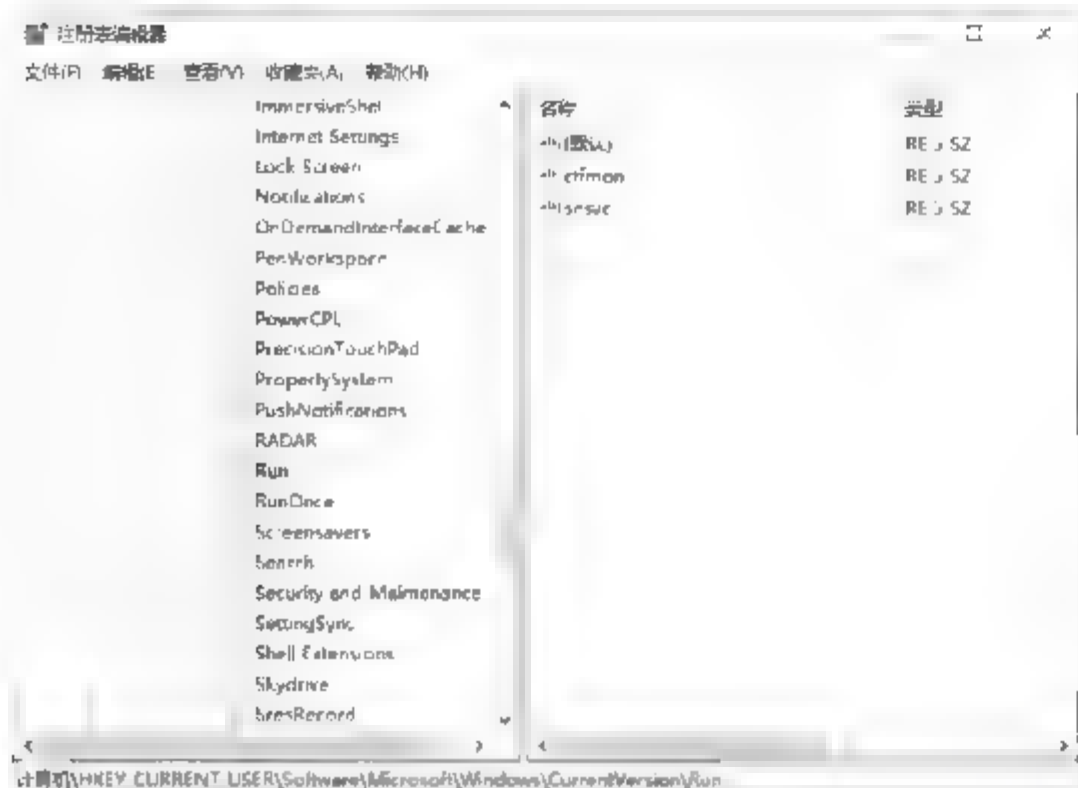 注册表编辑器
文件(F) 编辑(E 查看(V) 收藏夹(A) 帮助(H)
ImmersiveShell
Internet Settings
Lock Screen
Notifications
OnDemandInterfaceCache
PenWorkspace
Policies
PowerCPL
PrecisionTouchPad
PropertySystem
PushNotifications
RADAR
Run
RunOnce
Screensavers
Search
Security and Maintenance
SettingSync
Shell Extensions
Skydrive
名称 类型
(默认) REG_SZ
ctfmon REG_SZ
REG_SZ
计算机\HKEY_CURRENT_USER\Software\Microsoft\Windows\CurrentVersion\Run